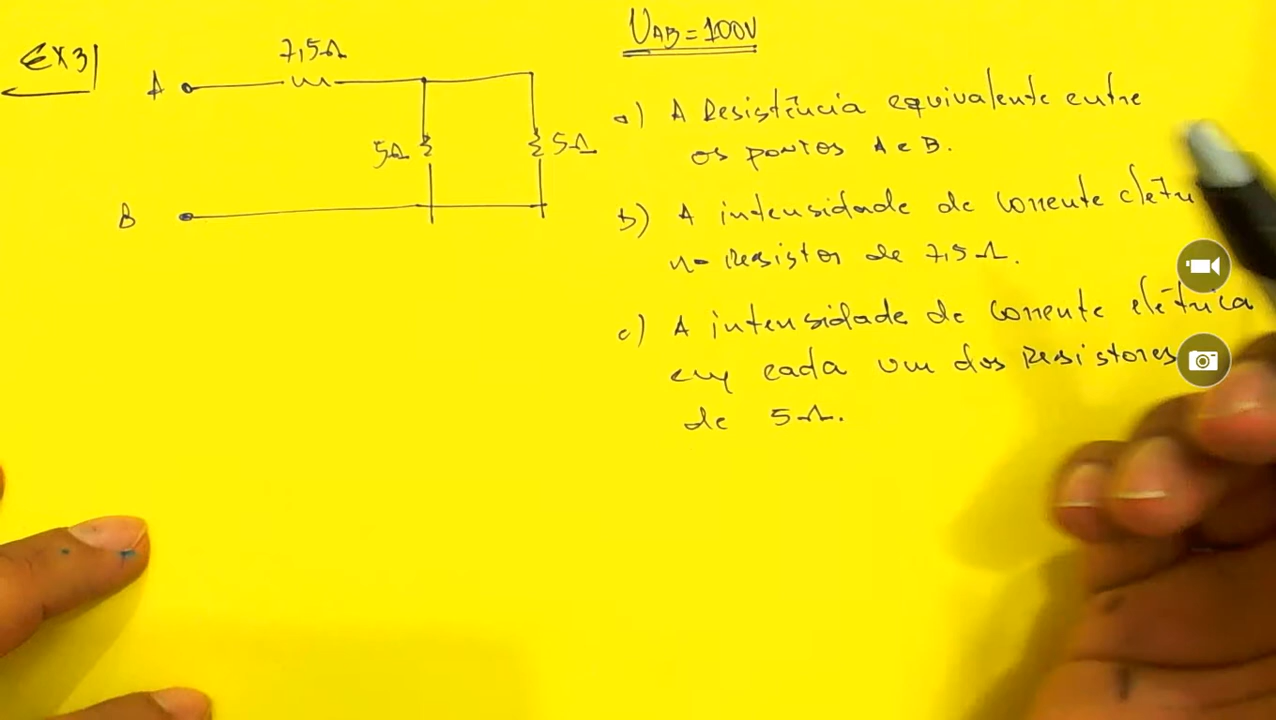 EX3)
7,5Ω
A
5Ω
5Ω
B
UAB = 100V
a) A Resistência equivalente entre
os pontos A e B.
b) A intensidade de corrente
no Resistor de 7,5Ω.
c) A intensidade de corrente elétrica
em cada um dos Resistores
de 5Ω.